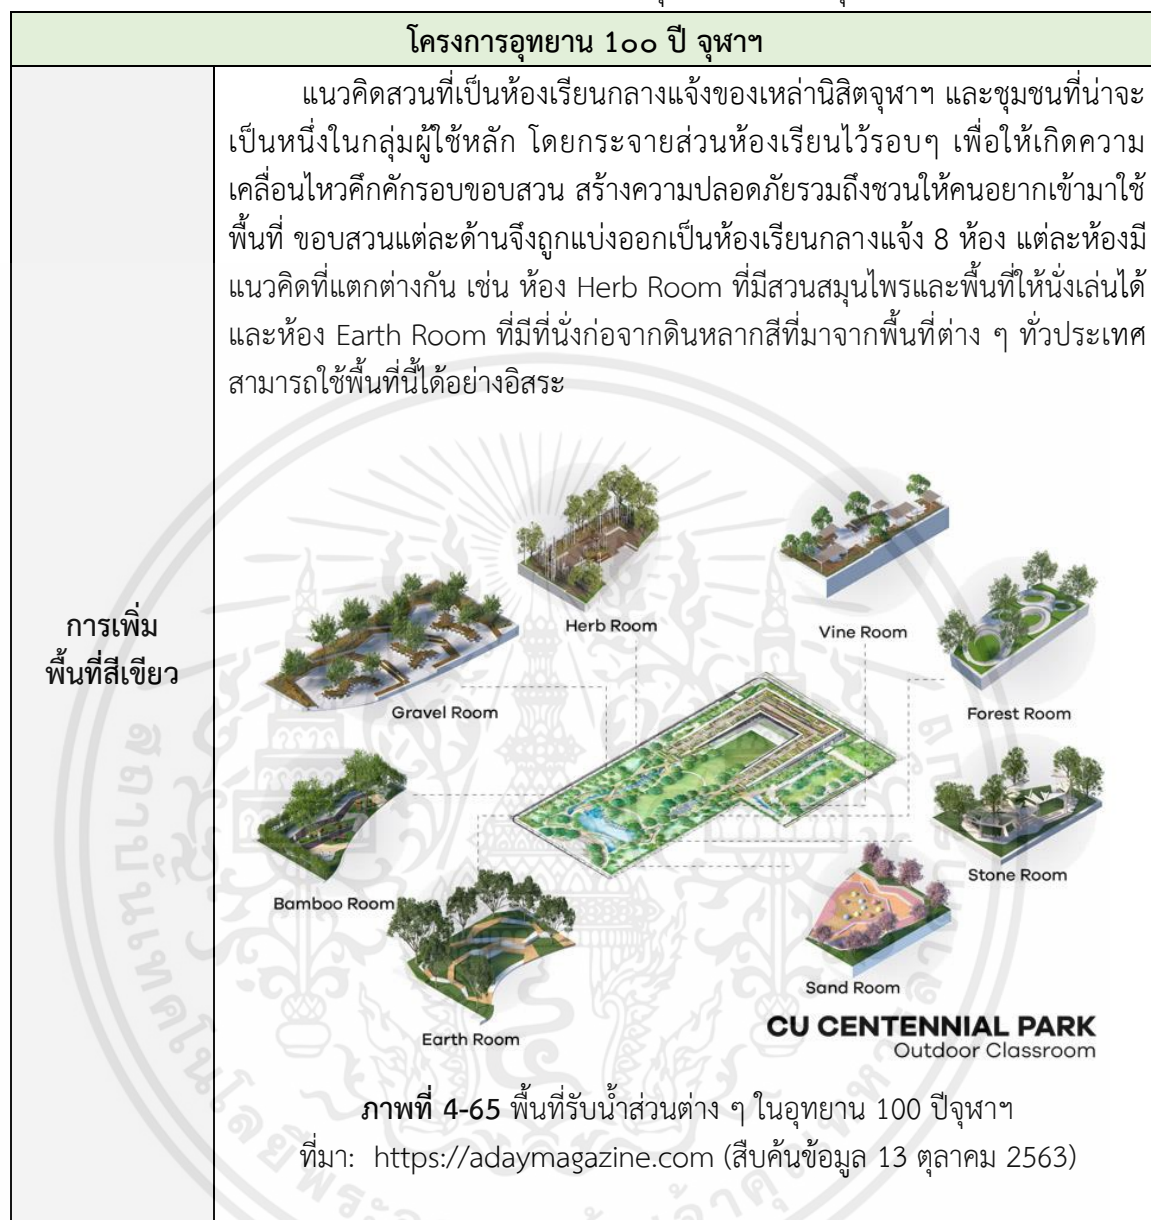 โครงการอุทยาน 1๐๐ ปี จุฬาฯ
การเพิ่ม
พื้นที่สีเขียว
แนวคิดสวนที่เป็นห้องเรียนกลางแจ้งของเหล่านิสิตจุฬาฯ และชุมชนที่น่าจะ
เป็นหนึ่งในกลุ่มผู้ใช้หลัก โดยกระจายส่วนห้องเรียนไว้รอบๆ เพื่อให้เกิดความ
เคลื่อนไหวคึกคักรอบขอบสวน สร้างความปลอดภัยรวมถึงชวนให้คนอยากเข้ามาใช้
พื้นที่ ขอบสวนแต่ละด้านจึงถูกแบ่งออกเป็นห้องเรียนกลางแจ้ง 8 ห้อง แต่ละห้องมี
แนวคิดที่แตกต่างกัน เช่น ห้อง Herb Room ที่มีสวนสมุนไพรและพื้นที่ให้นั่งเล่นได้
และห้อง Earth Room ที่มีที่นั่งก่อจากดินหลากสีที่มาจากพื้นที่ต่าง ๆ ทั่วประเทศ
สามารถใช้พื้นที่นี้ได้อย่างอิสระ
Herb Room
Vine Room
Gravel Room
Forest Room
Bamboo Room
Stone Room
Sand Room
Earth Room
CU CENTENNIAL PARK
Outdoor Classroom
ภาพที่ 4-65 พื้นที่รับน้ำส่วนต่าง ๆ ในอุทยาน 100 ปีจุฬาฯ
ที่มา: https://adaymagazine.com (สืบค้นข้อมูล 13 ตุลาคม 2563)